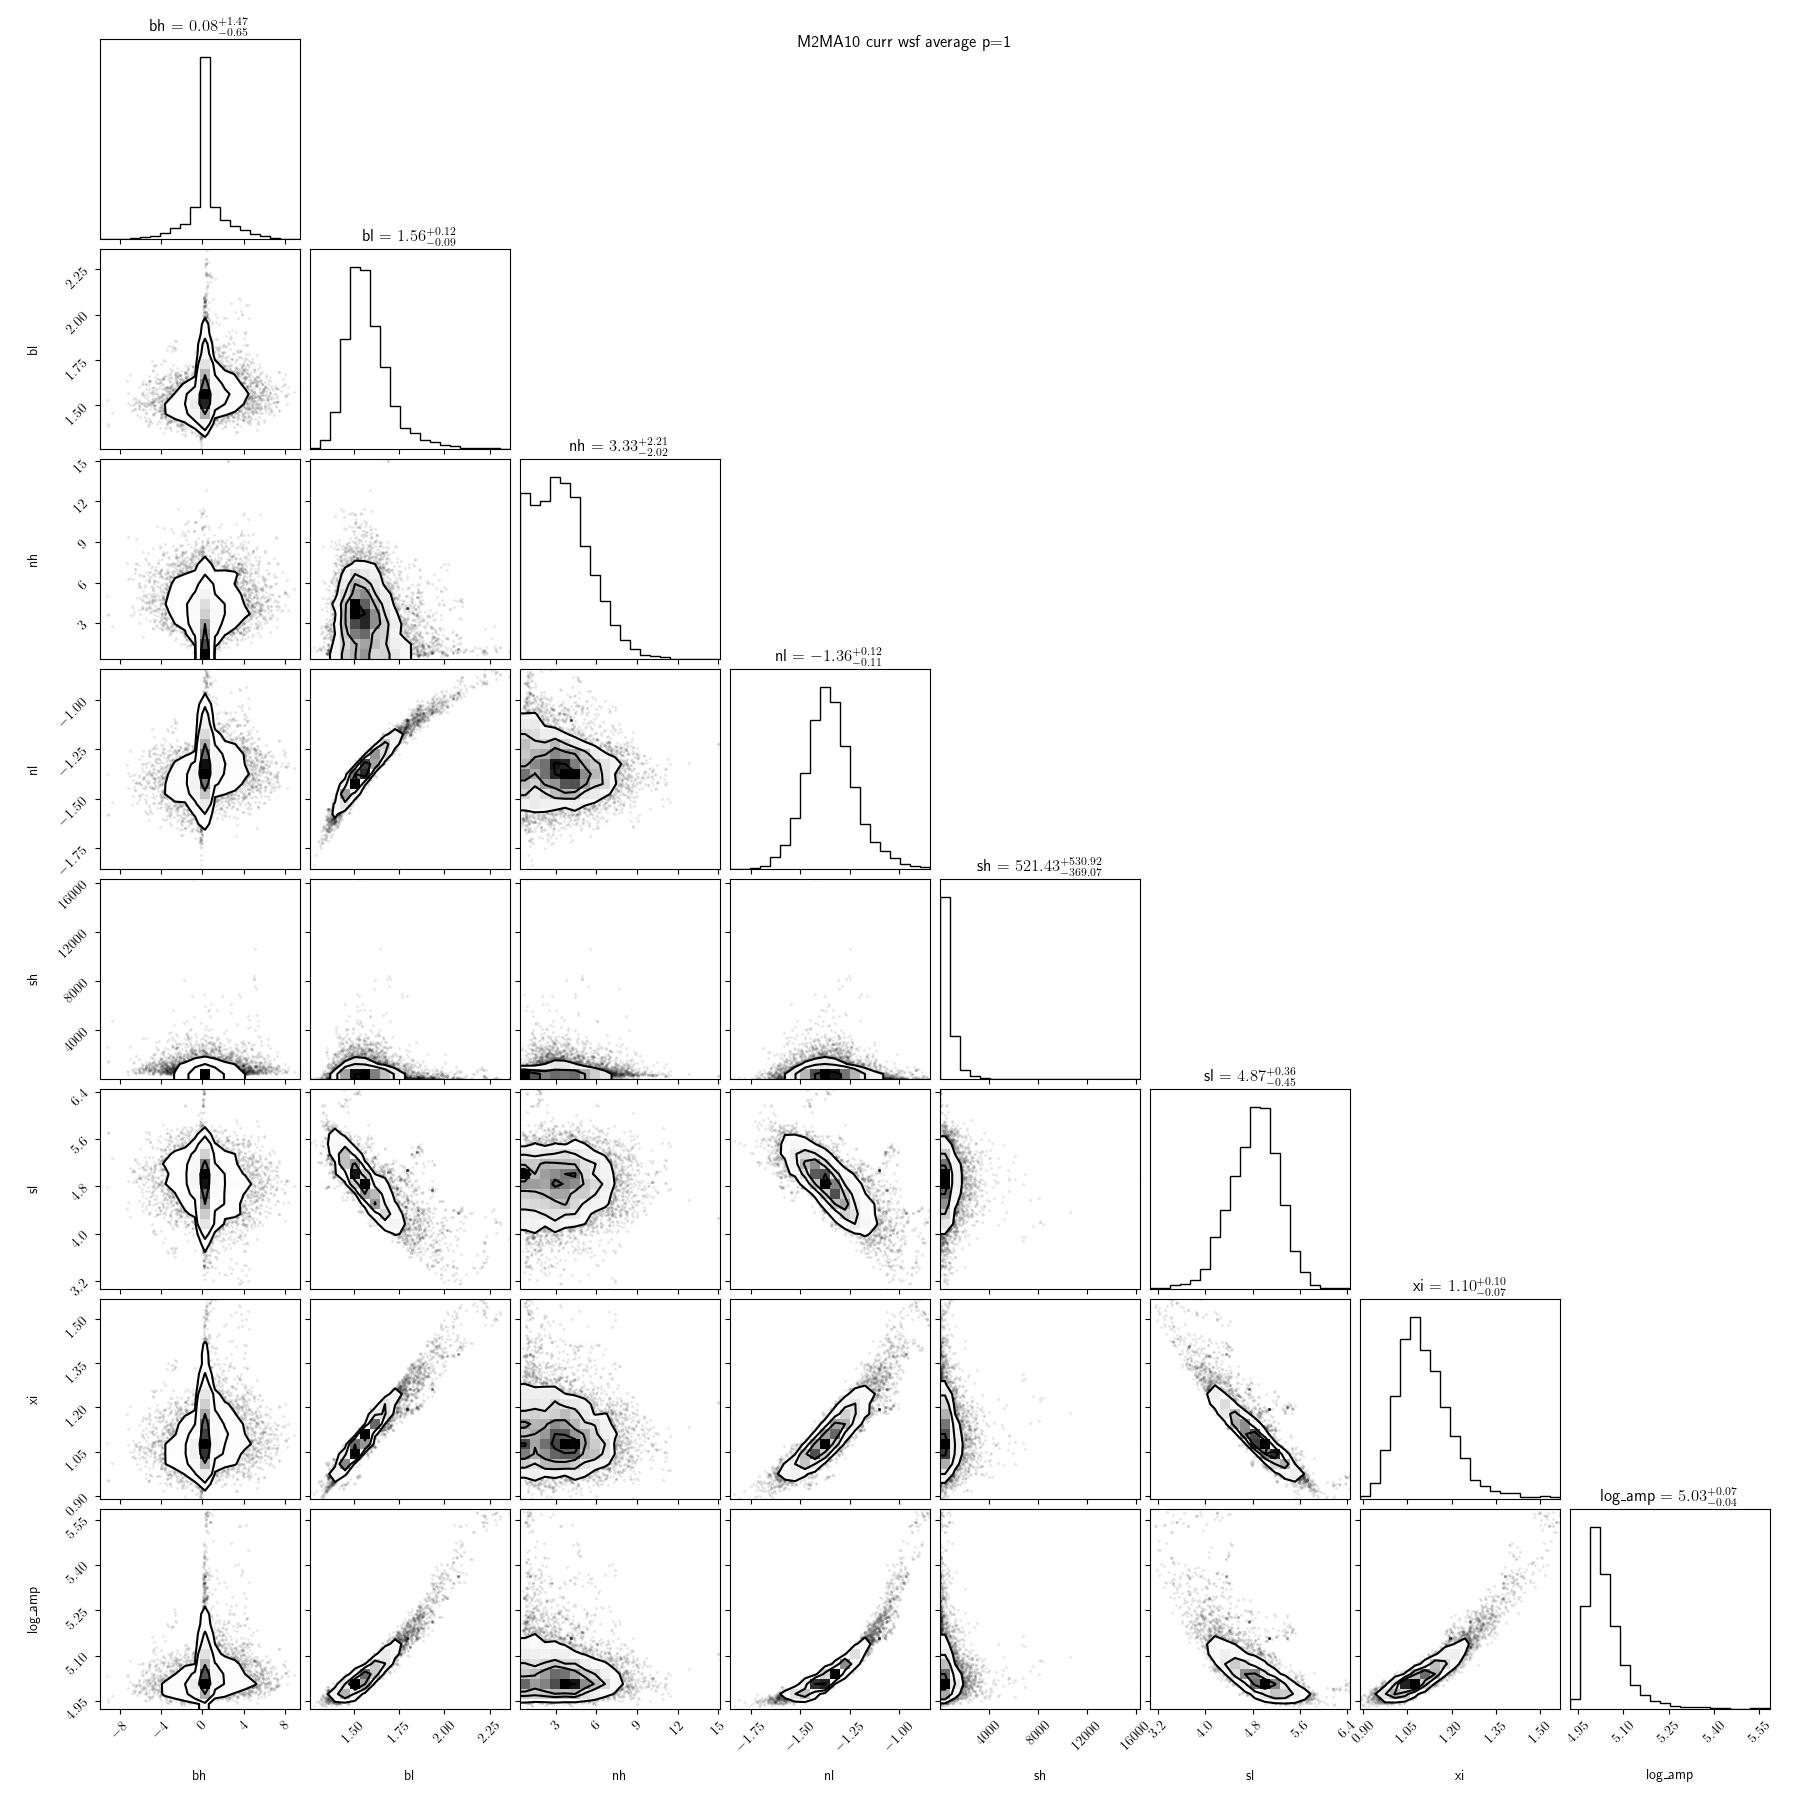 M2MA10 curr wsf average p=1
bh = 0.08^{+1.47}_{-0.65}
bl = 1.56^{+0.12}_{-0.09}
2.25
2.00
1.75
1.50
bl
nh = 3.33^{+2.21}_{-2.02}
15
12
9
6
3
nh
nl = −1.36^{+0.12}_{-0.11}
−1.00
−1.25
−1.50
−1.75
nl
sh = 521.43^{+530.92}_{-369.07}
16000
12000
8000
4000
sh
sl = 4.87^{+0.36}_{-0.45}
6.4
5.6
4.8
4.0
3.2
sl
xi = 1.10^{+0.10}_{-0.07}
1.50
1.35
1.20
1.05
0.90
xi
log_amp = 5.03^{+0.07}_{-0.04}
5.55
5.40
5.25
5.10
4.95
log_amp
−8 −4 0 4 8
1.50 1.75 2.00 2.25
3 6 9 12 15
−1.75 −1.50 −1.25 −1.00
4000 8000 12000 16000
3.2 4.0 4.8 5.6 6.4
0.90 1.05 1.20 1.35 1.50
4.95 5.10 5.25 5.40 5.55
bh bl nh nl sh sl xi log_amp